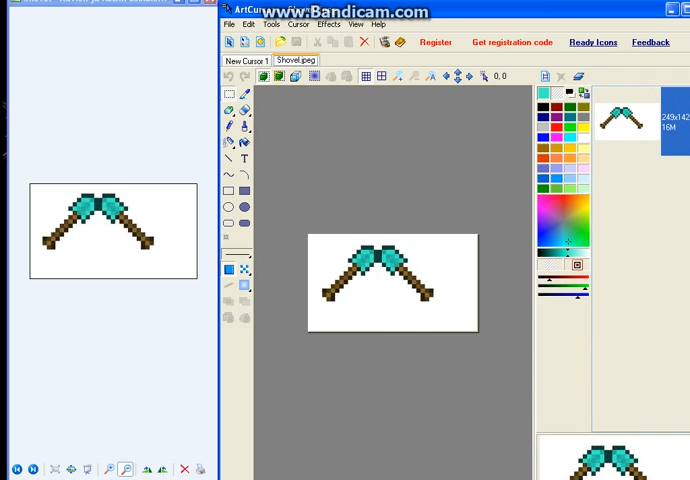 www.Bandicam.com
File Edit Tools Cursor Effects View Help
Register Get registration code Ready Icons Feedback
New Cursor 1 Shovel.jpeg
0, 0
249x142
16M